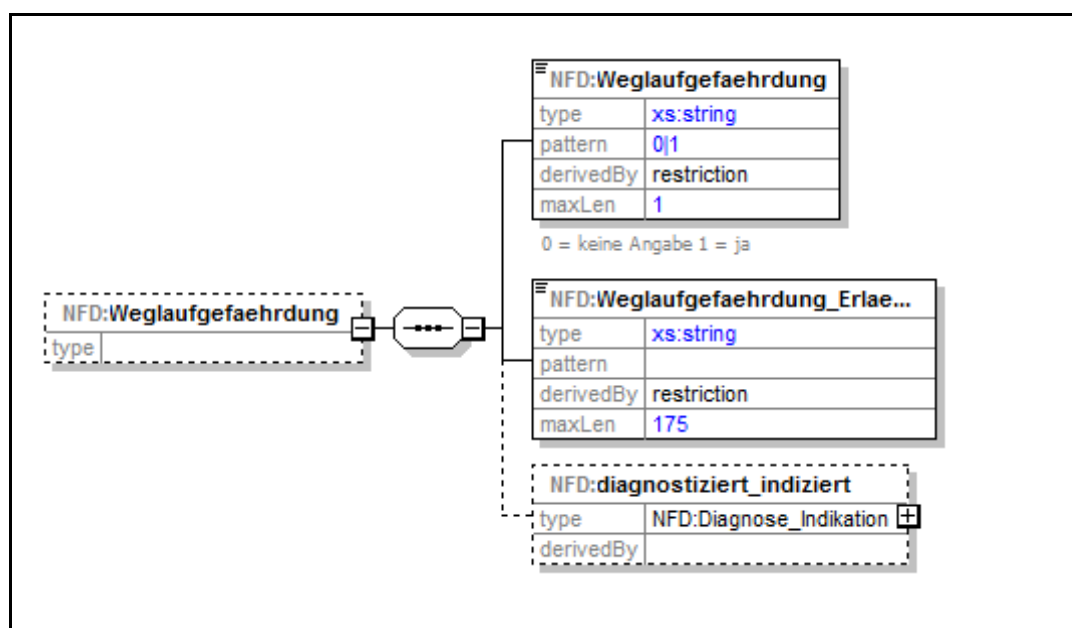 NFD:Weglaufgefaehrdung
type
NFD:Weglaufgefaehrdung
type xs:string
pattern 0|1
derivedBy restriction
maxLen 1
0 = keine Angabe 1 = ja
NFD:Weglaufgefaehrdung_Erlae...
type xs:string
pattern
derivedBy restriction
maxLen 175
NFD:diagnostiziert_indiziert
type NFD:Diagnose_Indikation
derivedBy